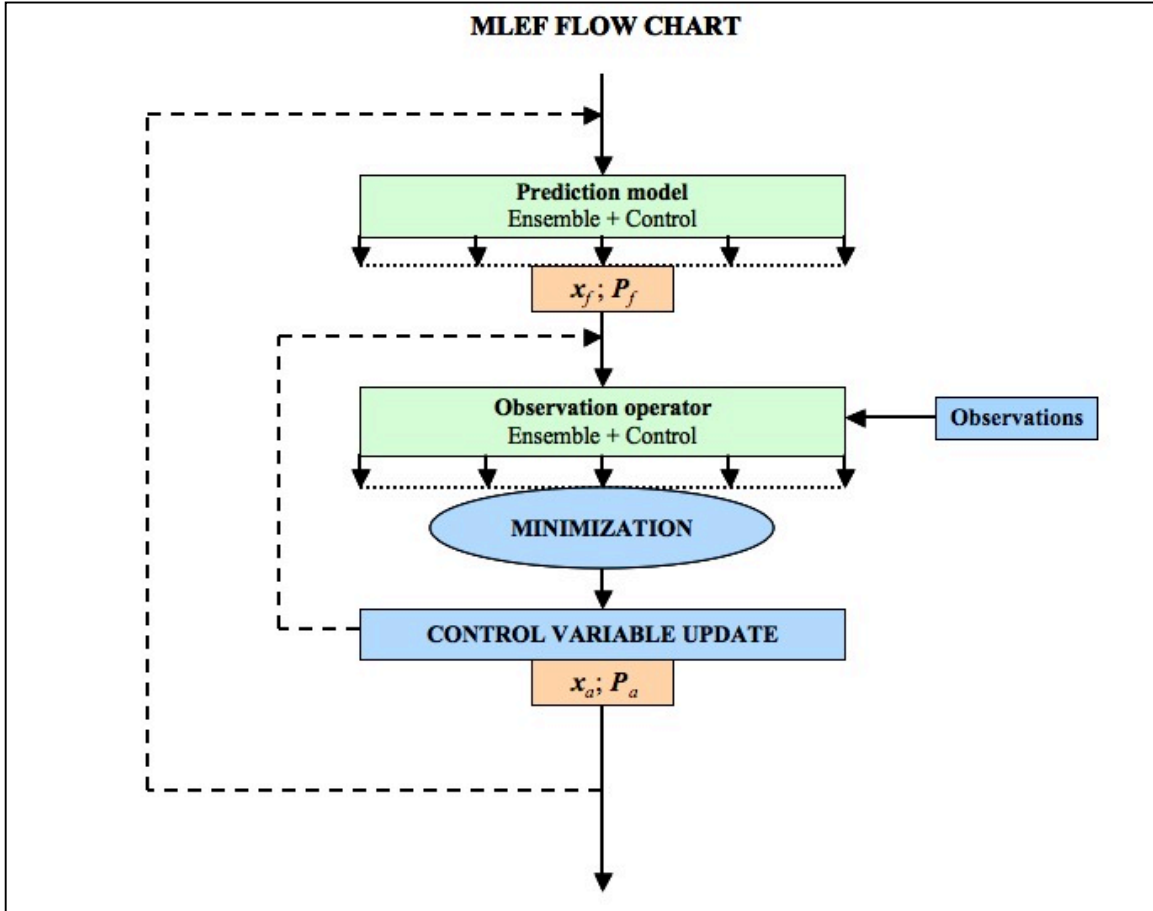 MLEF FLOW CHART
Prediction model
Ensemble + Control
x_f ; P_f
Observation operator
Ensemble + Control
Observations
MINIMIZATION
CONTROL VARIABLE UPDATE
x_a; P_a